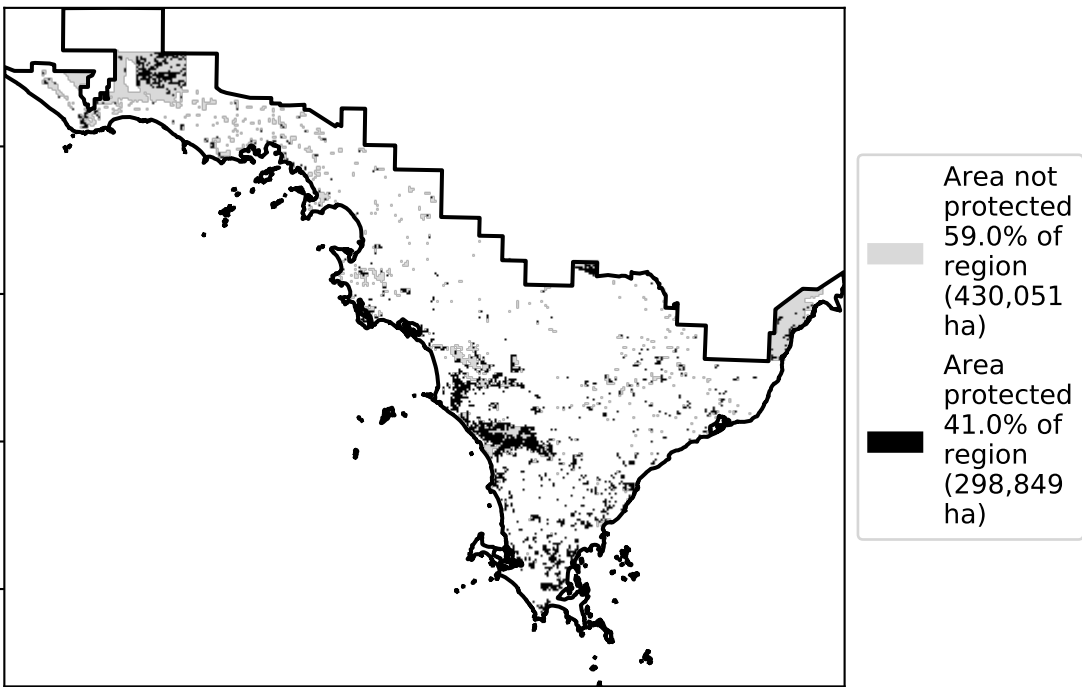 Area not
protected
59.0% of
region
(430,051
ha)
Area
protected
41.0% of
region
(298,849
ha)